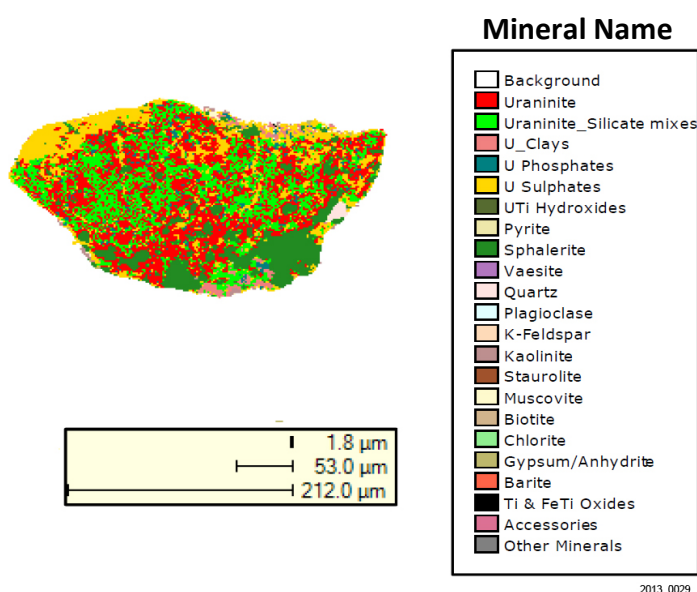 Mineral Name
Background
Uraninite
Uraninite_Silicate mixes
U_Clays
U Phosphates
U Sulphates
UTi Hydroxides
Pyrite
Sphalerite
Vaesite
Quartz
Plagioclase
K-Feldspar
Kaolinite
Staurolite
Muscovite
Biotite
Chlorite
Gypsum/Anhydrite
Barite
Ti & FeTi Oxides
Accessories
Other Minerals
1.8 µm
53.0 µm
212.0 µm
2013_0029